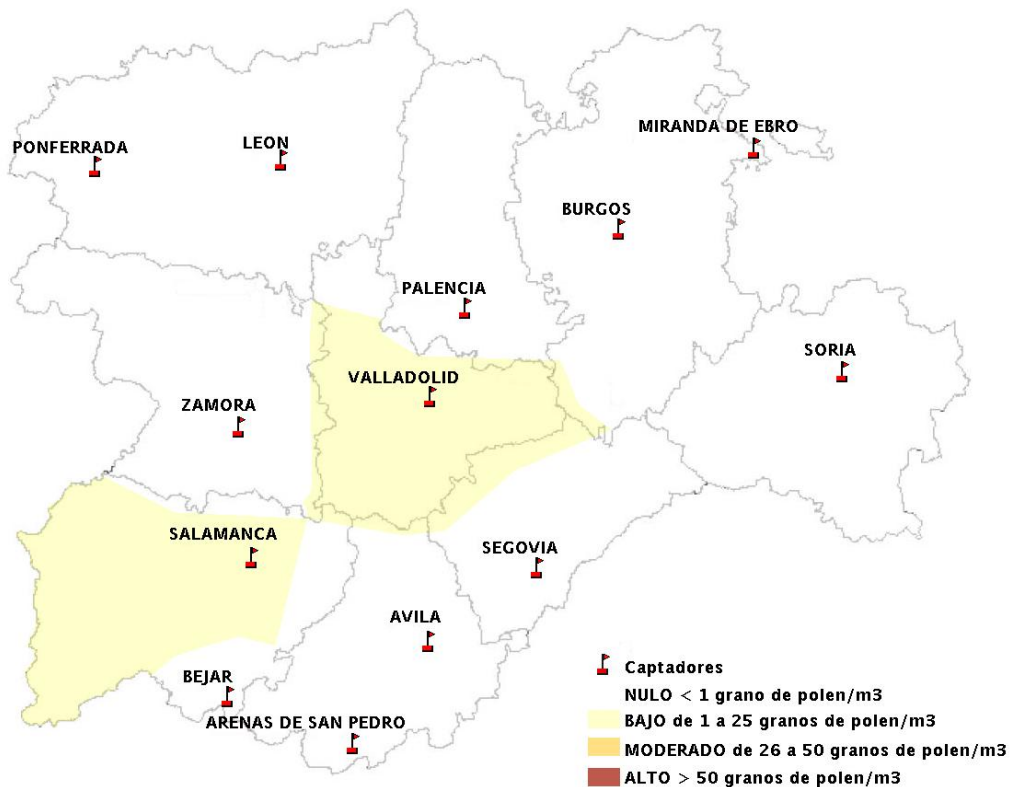 MIRANDA DE EBRO
PONFERRADA
LEON
BURGOS
PALENCIA
SORIA
VALLADOLID
ZAMORA
SALAMANCA
SEGOVIA
AVILA
BEJAR
ARENAS DE SAN PEDRO
Captadores
NULO < 1 grano de polen/m3
BAJO de 1 a 25 granos de polen/m3
MODERADO de 26 a 50 granos de polen/m3
ALTO > 50 granos de polen/m3